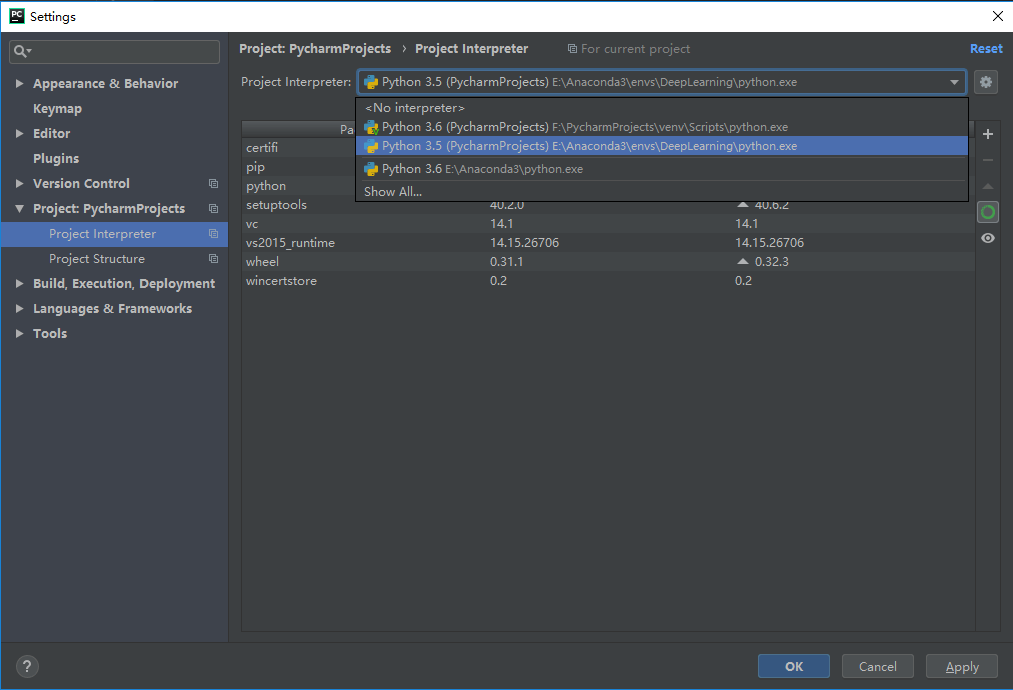 PC Settings
Project: PycharmProjects › Project Interpreter For current project Reset
Project Interpreter: Python 3.5 (PycharmProjects) E:\Anaconda3\envs\DeepLearning\python.exe
<No interpreter>
Python 3.6 (PycharmProjects) F:\PycharmProjects\venv\Scripts\python.exe
Python 3.5 (PycharmProjects) E:\Anaconda3\envs\DeepLearning\python.exe
Python 3.6 E:\Anaconda3\python.exe
Show All...
Appearance & Behavior
Keymap
Editor
Plugins
Version Control
Project: PycharmProjects
Project Interpreter
Project Structure
Build, Execution, Deployment
Languages & Frameworks
Tools
Pa
certifi
pip
python
setuptools 40.2.0 40.6.2
vc 14.1 14.1
vs2015_runtime 14.15.26706 14.15.26706
wheel 0.31.1 0.32.3
wincertstore 0.2 0.2
? OK Cancel Apply